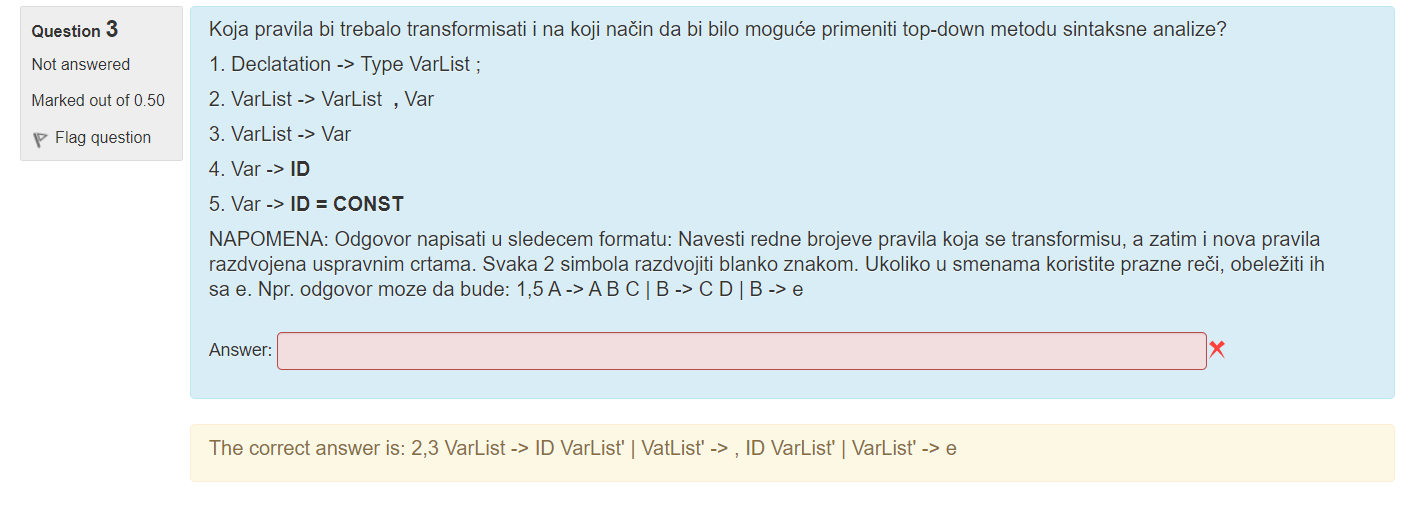 Question 3
Not answered
Marked out of 0.50
Flag question
Koja pravila bi trebalo transformisati i na koji način da bi bilo moguće primeniti top-down metodu sintaksne analize?
1. Declatation -> Type VarList ;
2. VarList -> VarList , Var
3. VarList -> Var
4. Var -> ID
5. Var -> ID = CONST
NAPOMENA: Odgovor napisati u sledecem formatu: Navesti redne brojeve pravila koja se transformisu, a zatim i nova pravila
razdvojena uspravnim crtama. Svaka 2 simbola razdvojiti blanko znakom. Ukoliko u smenama koristite prazne reči, obeležiti ih
sa e. Npr. odgovor moze da bude: 1,5 A -> A B C | B -> C D | B -> e
Answer:
The correct answer is: 2,3 VarList -> ID VarList' | VatList' -> , ID VarList' | VarList' -> e